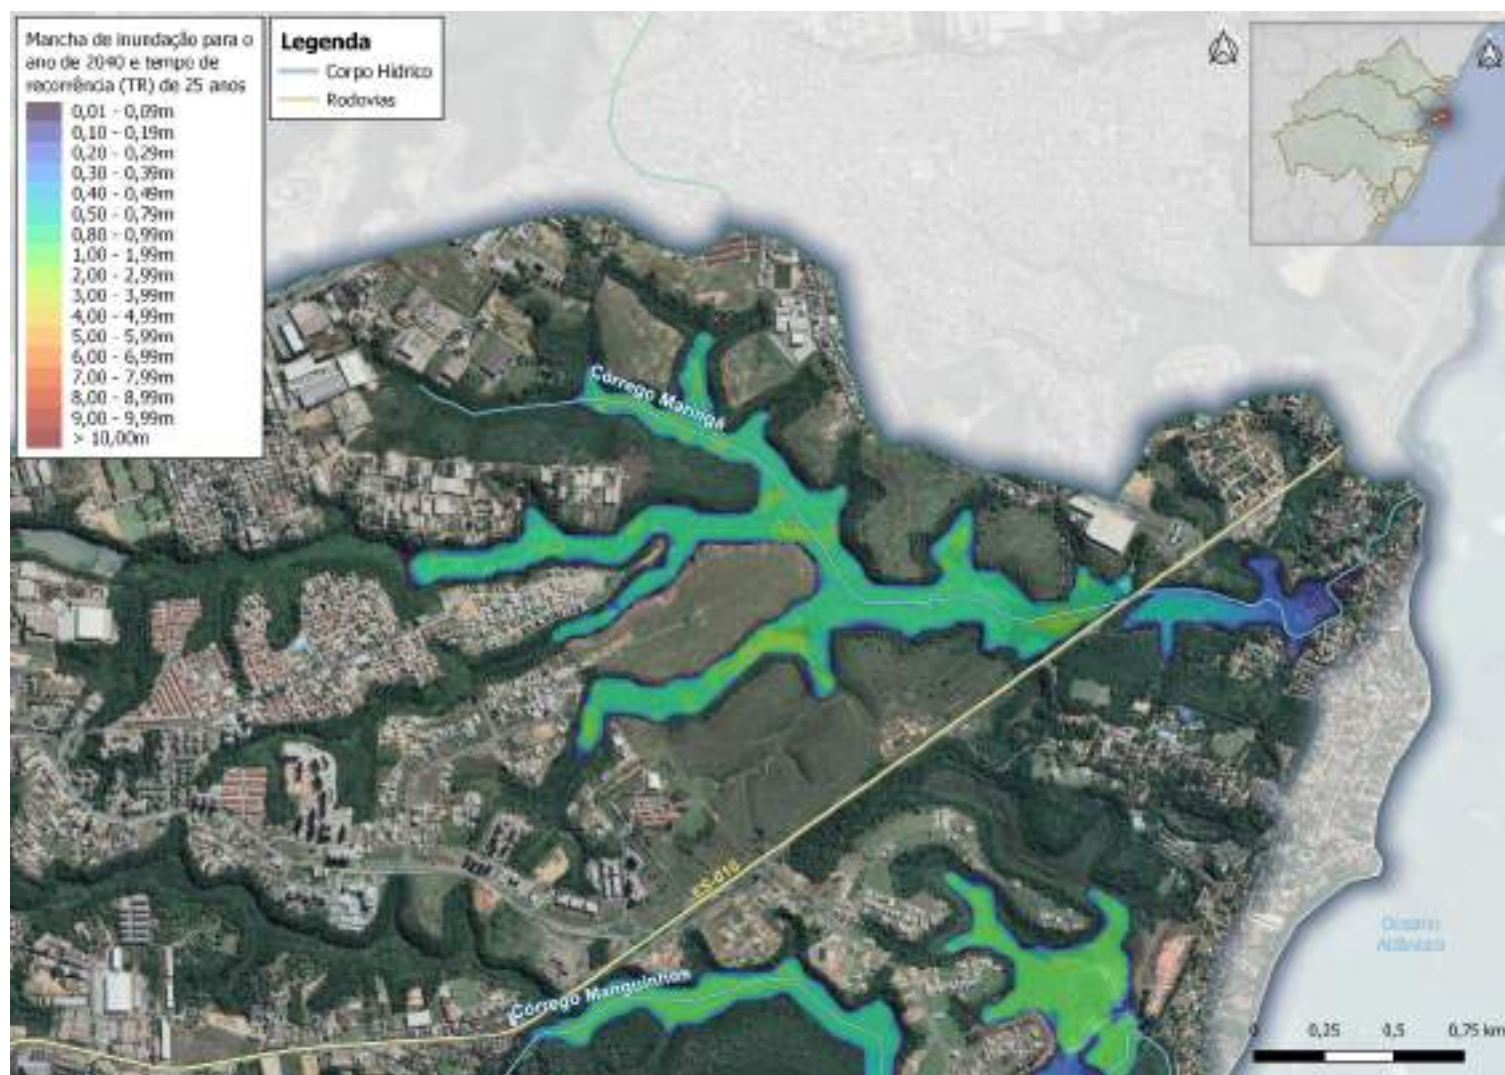 Mancha de inundação para o
ano de 2040 e tempo de
recorrência (TR) de 25 anos
0,01 - 0,09m
0,10 - 0,19m
0,20 - 0,29m
0,30 - 0,39m
0,40 - 0,49m
0,50 - 0,79m
0,80 - 0,99m
1,00 - 1,99m
2,00 - 2,99m
3,00 - 3,99m
4,00 - 4,99m
5,00 - 5,99m
6,00 - 6,99m
7,00 - 7,99m
8,00 - 8,99m
9,00 - 9,99m
> 10,00m
Legenda
Corpo Hídrico
Rodovias
Córrego Maringá
ES-010
Córrego Manguinhos
Oceano
Atlântico
0
0,25
0,5
0,75 km